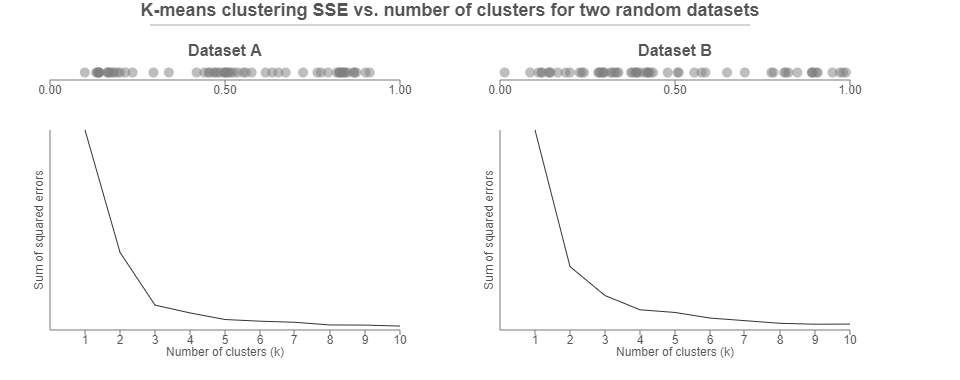 K-means clustering SSE vs. number of clusters for two random datasets
Dataset A
0.00 0.50 1.00
Sum of squared errors
1 2 3 4 5 6 7 8 9 10
Number of clusters (k)
Dataset B
0.00 0.50 1.00
Sum of squared errors
1 2 3 4 5 6 7 8 9 10
Number of clusters (k)